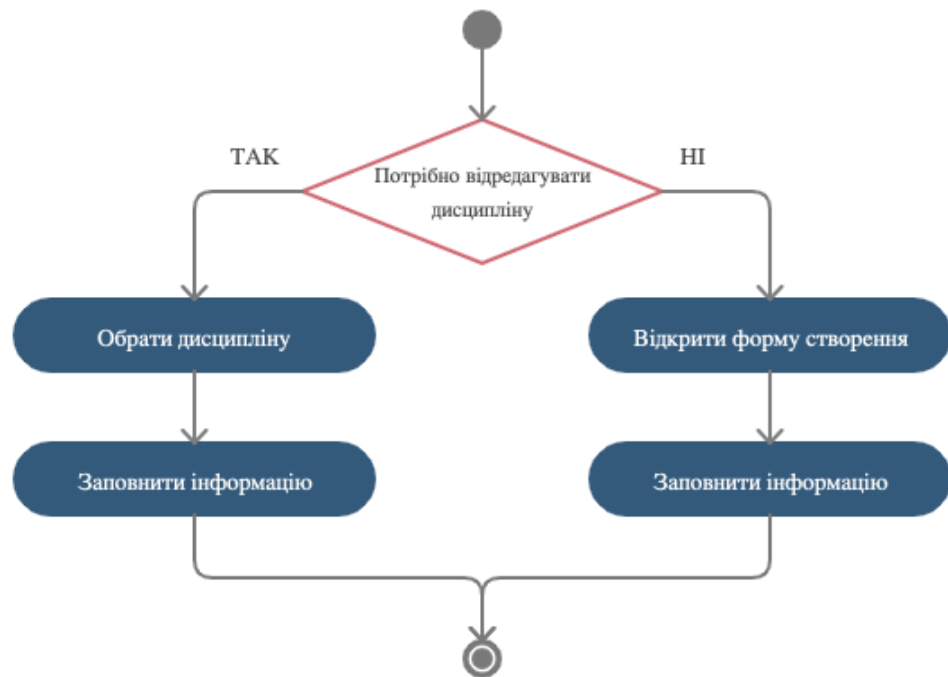 ТАК
НІ
Потрібно відредагувати
дисципліну
Обрати дисципліну
Відкрити форму створення
Заповнити інформацію
Заповнити інформацію